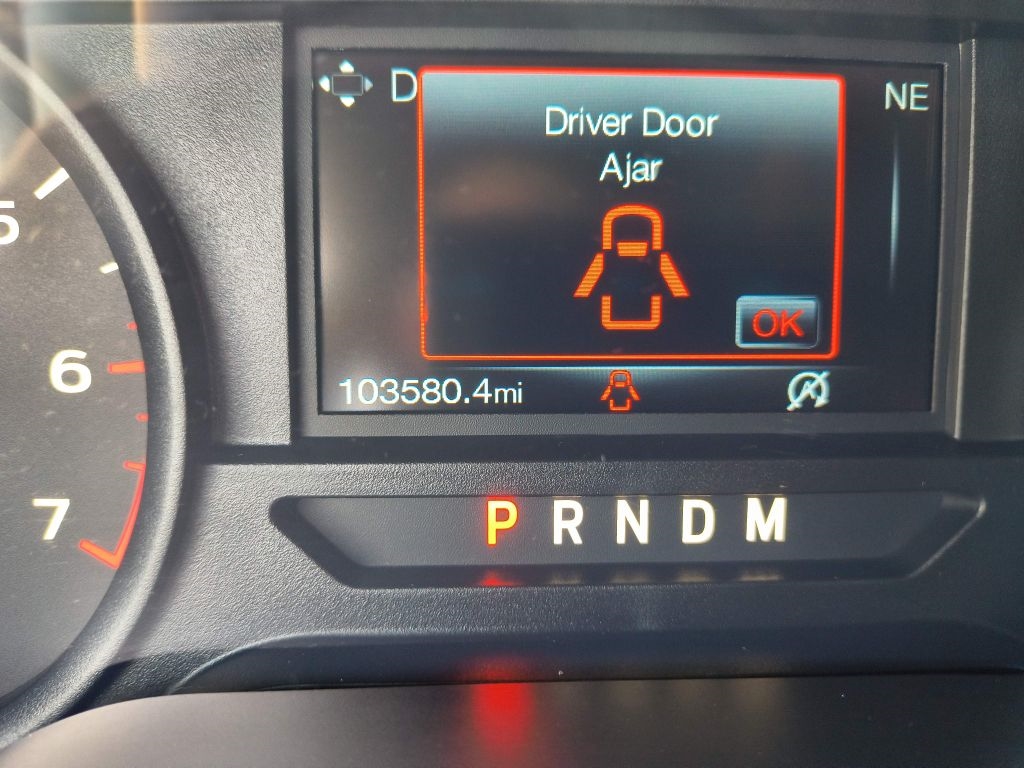 D
NE
Driver Door
Ajar
OK
103580.4mi
5
6
7
P R N D M